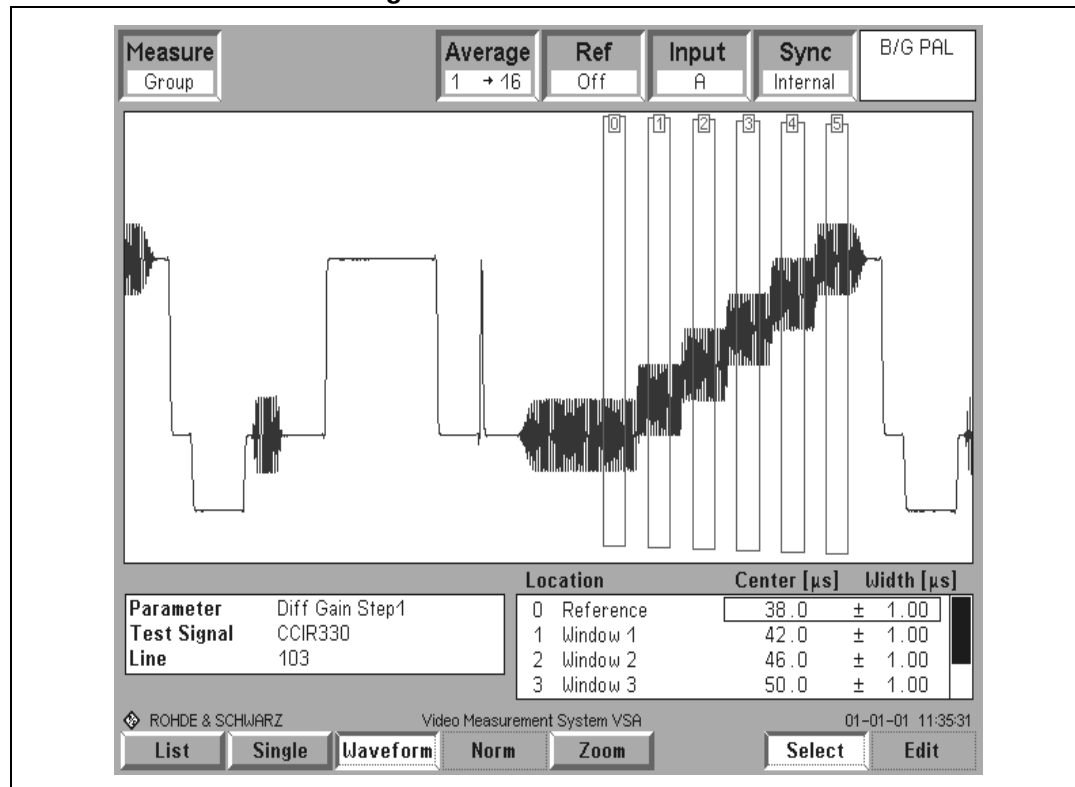 Measure
Group
Average
1 → 16
Ref
Off
Input
A
Sync
Internal
B/G PAL
0 1 2 3 4 5
Location Center [µs] Width [µs]
0 Reference 38.0 ± 1.00
1 Window 1 42.0 ± 1.00
2 Window 2 46.0 ± 1.00
3 Window 3 50.0 ± 1.00
Parameter Diff Gain Step1
Test Signal CCIR330
Line 103
ROHDE & SCHWARZ Video Measurement System VSA 01-01-01 11:35:31
List Single Waveform Norm Zoom Select Edit